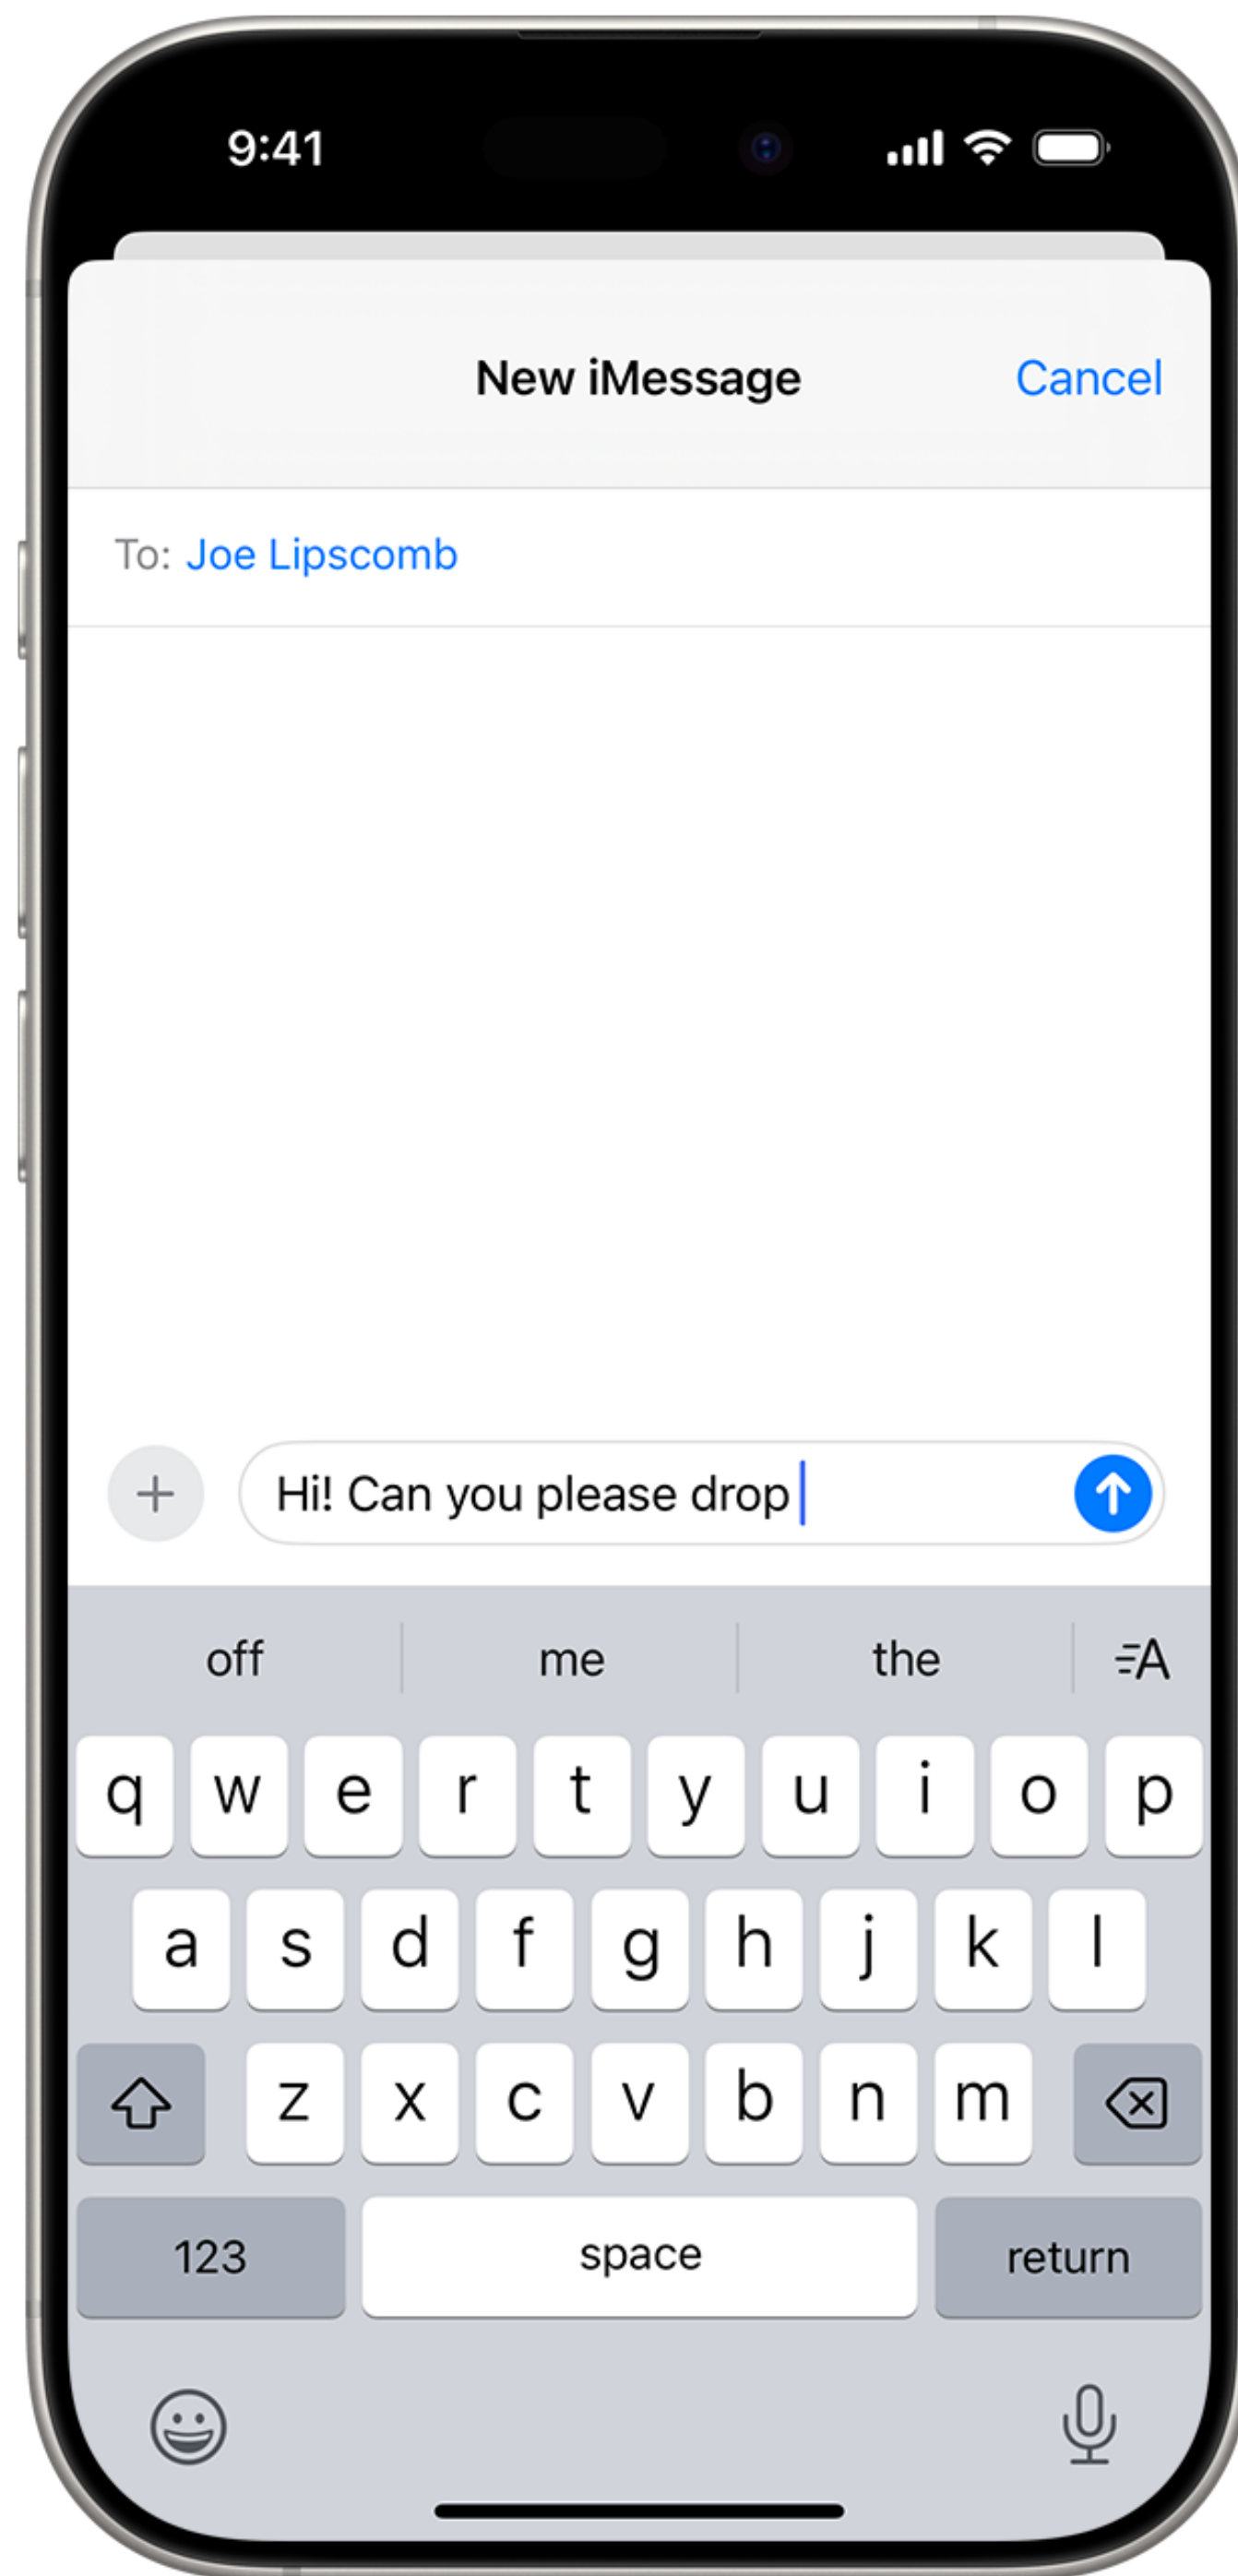 9:41
New iMessage Cancel
To: Joe Lipscomb
Hi! Can you please drop
off me the A
q w e r t y u i o p
a s d f g h j k l
z x c v b n m
123 space return